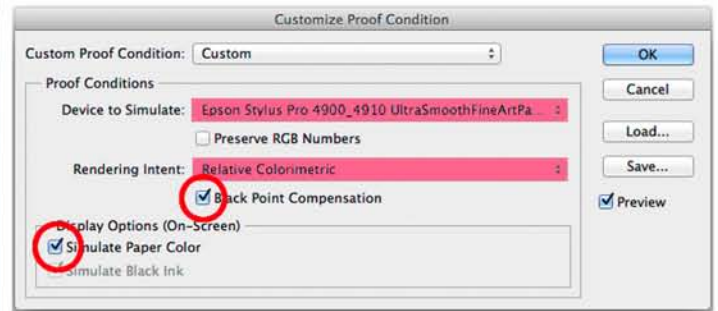 Customize Proof Condition
Custom Proof Condition: Custom OK
Proof Conditions Cancel
Device to Simulate: Epson Stylus Pro 4900_4910 UltraSmoothFineArtPa...
Preserve RGB Numbers Load...
Rendering Intent: Relative Colorimetric Save...
Black Point Compensation Preview
Display Options (On-Screen)
Simulate Paper Color
Simulate Black Ink